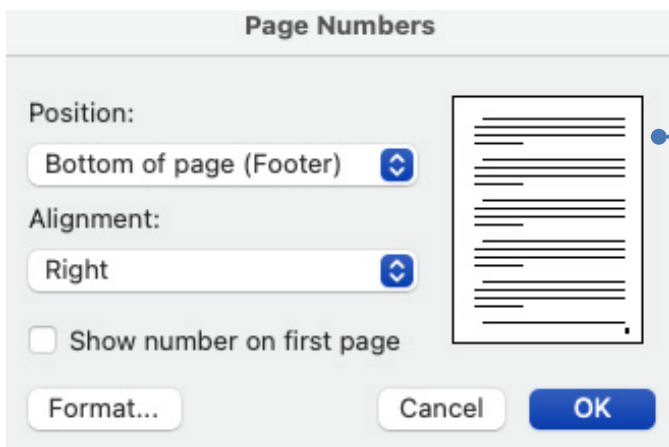 Page Numbers
Position:
Bottom of page (Footer)
Alignment:
Right
Show number on first page
Format...
Cancel
OK